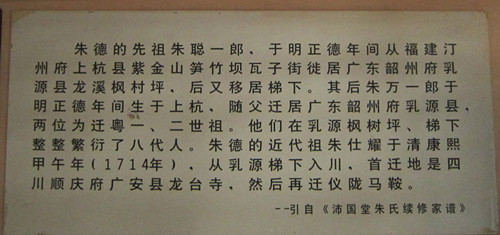 朱德的先祖朱聪一郎，于明正德年间从福建汀
州府上杭县紫金山笋竹坝瓦子街徙居广东韶州府乳
源县龙溪枫村坪，后又移居梯下。其后朱万一郎于
明正德年间生于上杭，随父迁居广东韶州府乳源县，
两位为迁粤一、二世祖。他们在乳源枫树坪、梯下
整整繁衍了八代人。朱德的近代祖朱仕耀于清康熙
甲午年(1714年)，从乳源梯下入川，首迁地是四
川顺庆府广安县龙台寺，然后再迁仪陇马鞍。
--引自《沛国堂朱氏续修家谱》